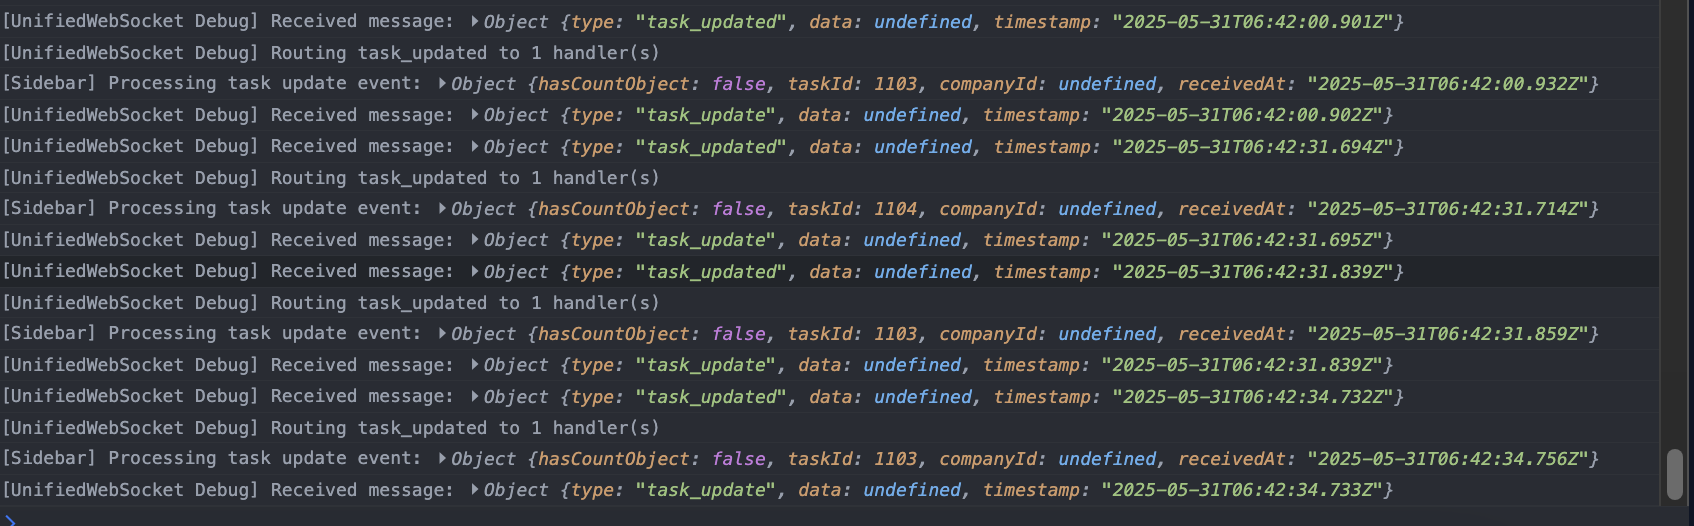 [UnifiedWebSocket Debug] Received message: ▶Object {type: "task_updated", data: undefined, timestamp: "2025-05-31T06:42:00.901Z"}
[UnifiedWebSocket Debug] Routing task_updated to 1 handler(s)
[Sidebar] Processing task update event: ▶Object {hasCountObject: false, taskId: 1103, companyId: undefined, receivedAt: "2025-05-31T06:42:00.932Z"}
[UnifiedWebSocket Debug] Received message: ▶Object {type: "task_update", data: undefined, timestamp: "2025-05-31T06:42:00.902Z"}
[UnifiedWebSocket Debug] Received message: ▶Object {type: "task_updated", data: undefined, timestamp: "2025-05-31T06:42:31.694Z"}
[UnifiedWebSocket Debug] Routing task_updated to 1 handler(s)
[Sidebar] Processing task update event: ▶Object {hasCountObject: false, taskId: 1104, companyId: undefined, receivedAt: "2025-05-31T06:42:31.714Z"}
[UnifiedWebSocket Debug] Received message: ▶Object {type: "task_update", data: undefined, timestamp: "2025-05-31T06:42:31.695Z"}
[UnifiedWebSocket Debug] Received message: ▶Object {type: "task_updated", data: undefined, timestamp: "2025-05-31T06:42:31.839Z"}
[UnifiedWebSocket Debug] Routing task_updated to 1 handler(s)
[Sidebar] Processing task update event: ▶Object {hasCountObject: false, taskId: 1103, companyId: undefined, receivedAt: "2025-05-31T06:42:31.859Z"}
[UnifiedWebSocket Debug] Received message: ▶Object {type: "task_update", data: undefined, timestamp: "2025-05-31T06:42:31.839Z"}
[UnifiedWebSocket Debug] Received message: ▶Object {type: "task_updated", data: undefined, timestamp: "2025-05-31T06:42:34.732Z"}
[UnifiedWebSocket Debug] Routing task_updated to 1 handler(s)
[Sidebar] Processing task update event: ▶Object {hasCountObject: false, taskId: 1103, companyId: undefined, receivedAt: "2025-05-31T06:42:34.756Z"}
[UnifiedWebSocket Debug] Received message: ▶Object {type: "task_update", data: undefined, timestamp: "2025-05-31T06:42:34.733Z"}